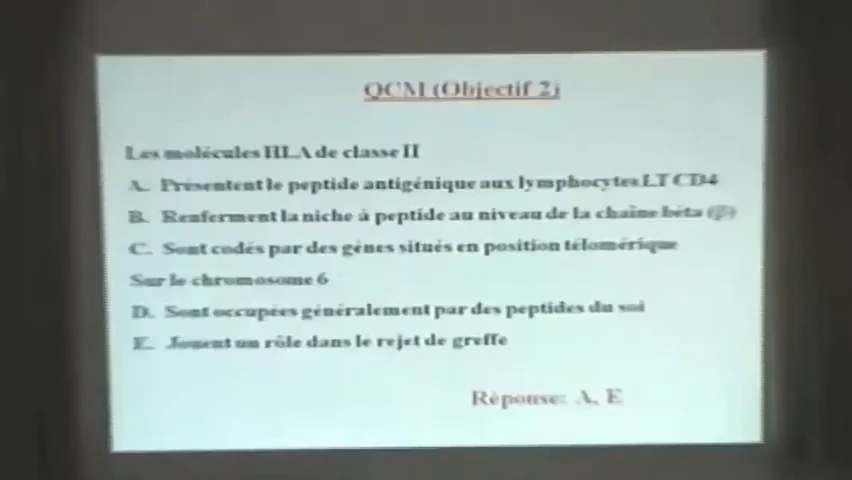 QCM (Objectif 2)
Les molécules HLA de classe II
A. Présentent le peptide antigénique aux lymphocytes LT CD4
B. Renferment la niche à peptide au niveau de la chaîne béta (β)
C. Sont codés par des gènes situés en position télomérique
Sur le chromosome 6
D. Sont occupées généralement par des peptides du soi
E. Jouent un rôle dans le rejet de greffe
Réponse: A, E